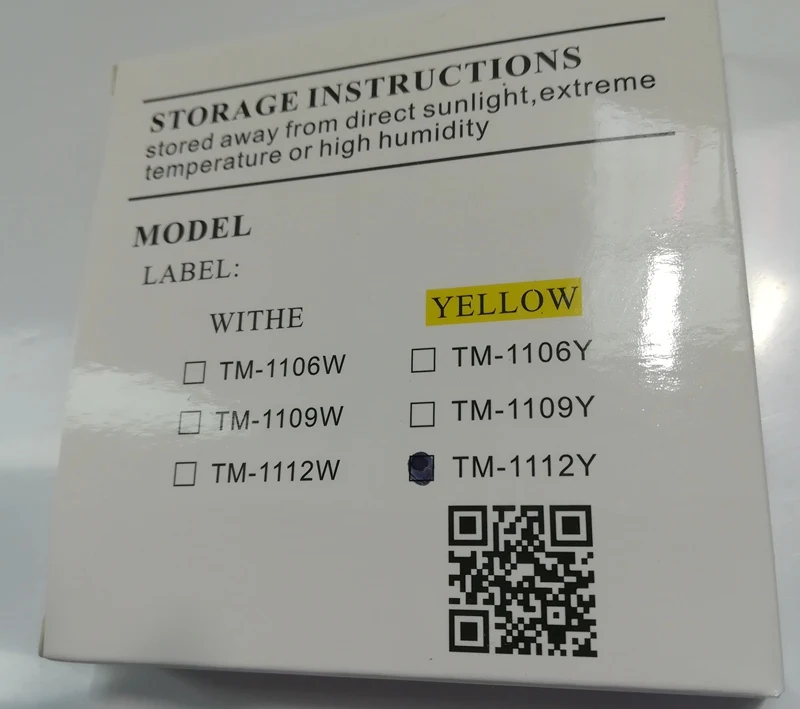 STORAGE INSTRUCTIONS
stored away from direct sunlight,extreme
temperature or high humidity
MODEL
LABEL:
WITHE YELLOW
TM-1106W TM-1106Y
TM-1109W TM-1109Y
TM-1112W TM-1112Y